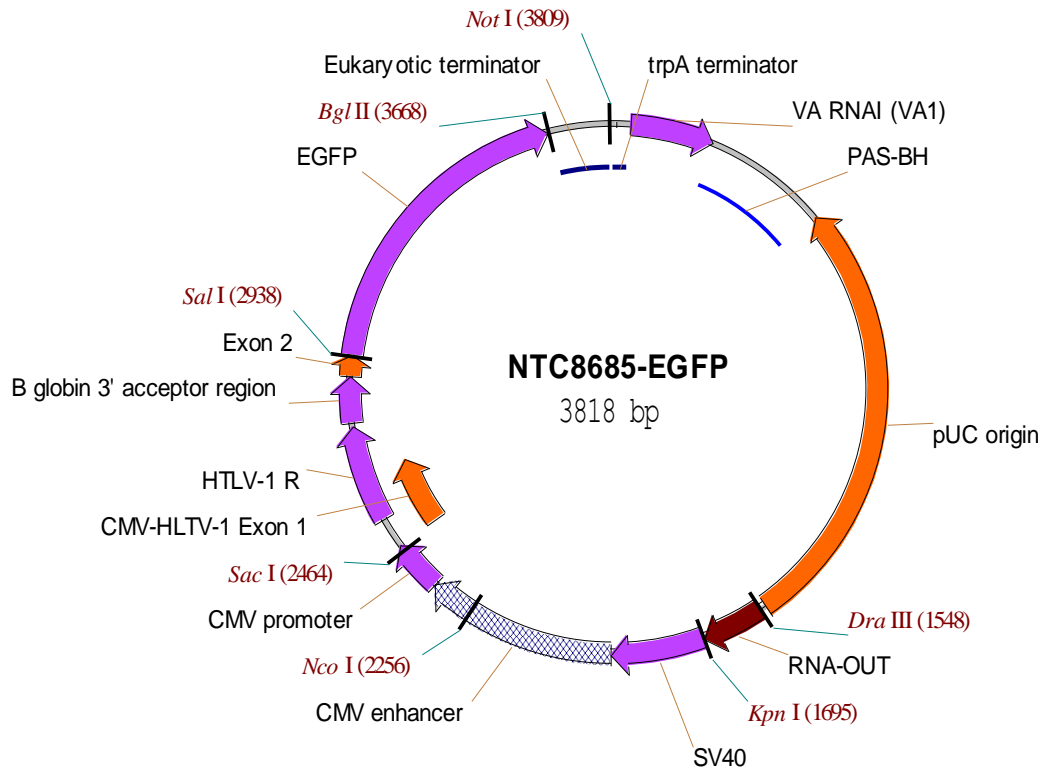 Not I (3809)
Eukaryotic terminator
trpA terminator
Bgl II (3668)
VA RNAI (VA1)
EGFP
PAS-BH
Sal I (2938)
Exon 2
NTC8685-EGFP
B globin 3' acceptor region
3818 bp
pUC origin
HTLV-1 R
CMV-HLTV-1 Exon 1
Sac I (2464)
CMV promoter
Dra III (1548)
Nco I (2256)
RNA-OUT
CMV enhancer
Kpn I (1695)
SV40